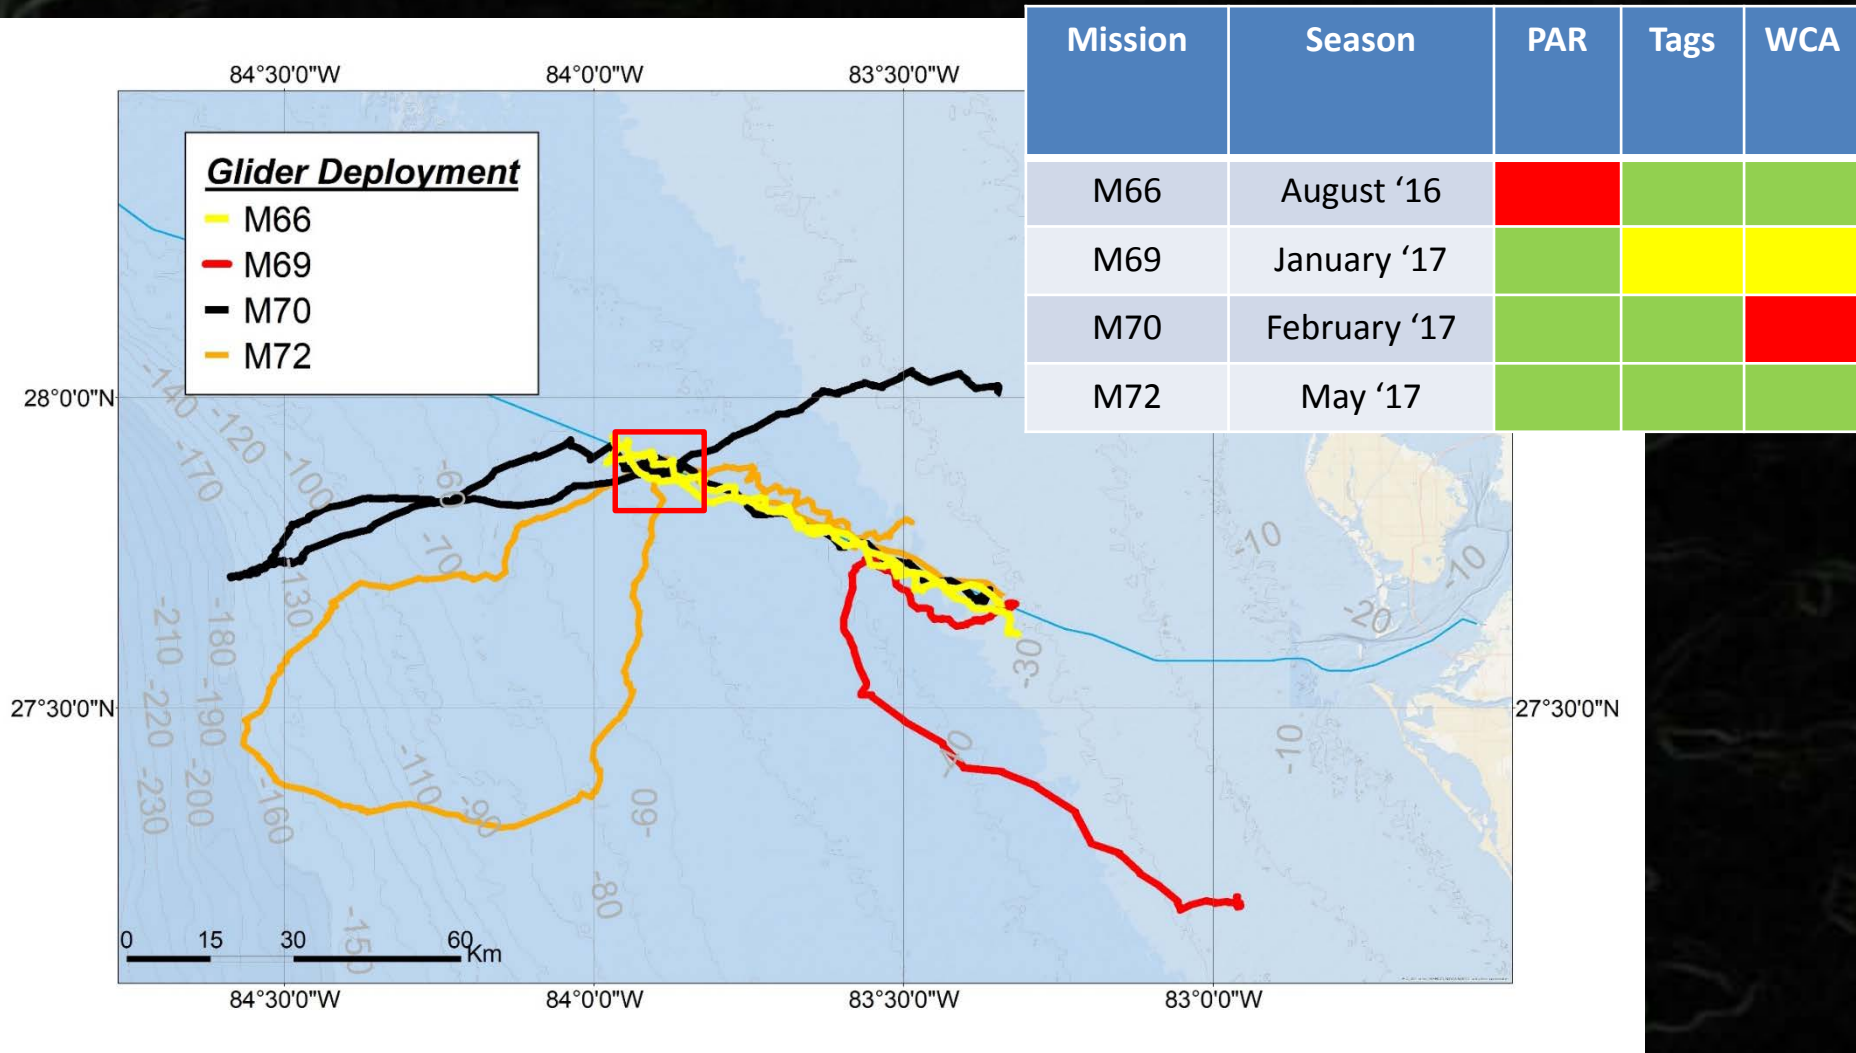 Mission Season PAR Tags WCA
M66 August ‘16
M69 January ‘17
M70 February ‘17
M72 May ‘17
84°30'0"W 84°0'0"W 83°30'0"W
Glider Deployment
M66
M69
M70
M72
28°0'0"N
27°30'0"N
27°30'0"N
-140
-120
-170
-100
-60
-70
-130
-210
-180
-220
-190
-230
-200
-160
-110
-90
-60
-80
-150
-40
-30
-10
-10
-20
-10
0 15 30 60 Km
84°30'0"W 84°0'0"W 83°30'0"W 83°0'0"W